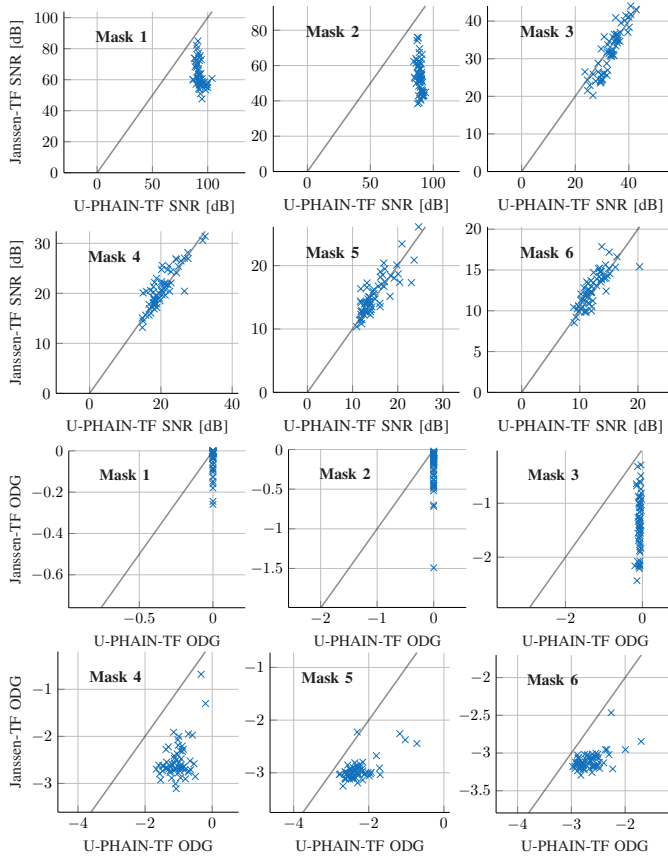 Mask 1
100
80
60
40
20
0
0
50
100
Janssen-TF SNR [dB]
U-PHAIN-TF SNR [dB]
Mask 2
80
60
40
20
0
0
50
100
U-PHAIN-TF SNR [dB]
Mask 3
40
30
20
10
0
0
20
40
U-PHAIN-TF SNR [dB]
Mask 4
30
20
10
0
0
20
40
Janssen-TF SNR [dB]
U-PHAIN-TF SNR [dB]
Mask 5
20
10
0
0
10
20
30
U-PHAIN-TF SNR [dB]
Mask 6
20
15
10
5
0
0
10
20
U-PHAIN-TF SNR [dB]
Mask 1
0
−0.2
−0.4
−0.6
−0.5
0
Janssen-TF ODG
U-PHAIN-TF ODG
Mask 2
0
−0.5
−1
−1.5
−2
−1
0
U-PHAIN-TF ODG
Mask 3
−1
−2
−2
0
U-PHAIN-TF ODG
Mask 4
−1
−2
−3
−4
−2
0
Janssen-TF ODG
U-PHAIN-TF ODG
Mask 5
−1
−2
−3
−4
−2
0
U-PHAIN-TF ODG
Mask 6
−2
−2.5
−3
−3.5
−4
−3
−2
U-PHAIN-TF ODG